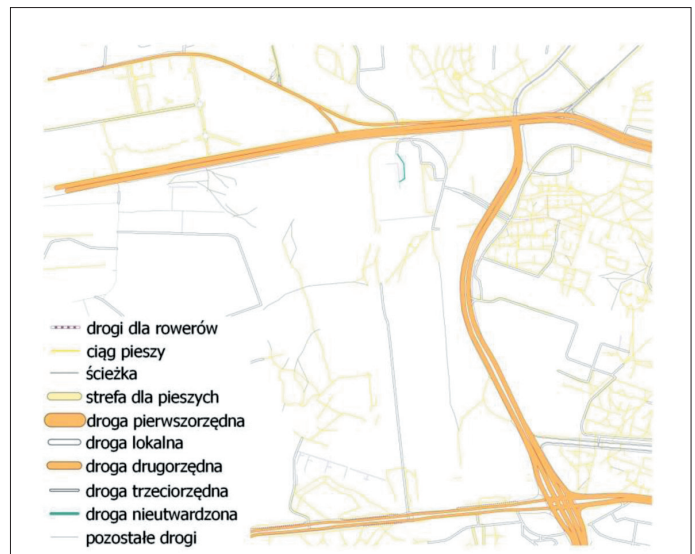 drogi dla rowerów
ciąg pieszy
ścieżka
strefa dla pieszych
droga pierwszorzędna
droga lokalna
droga drugorzędna
droga trzeciorzędna
droga nieutwardzona
pozostałe drogi